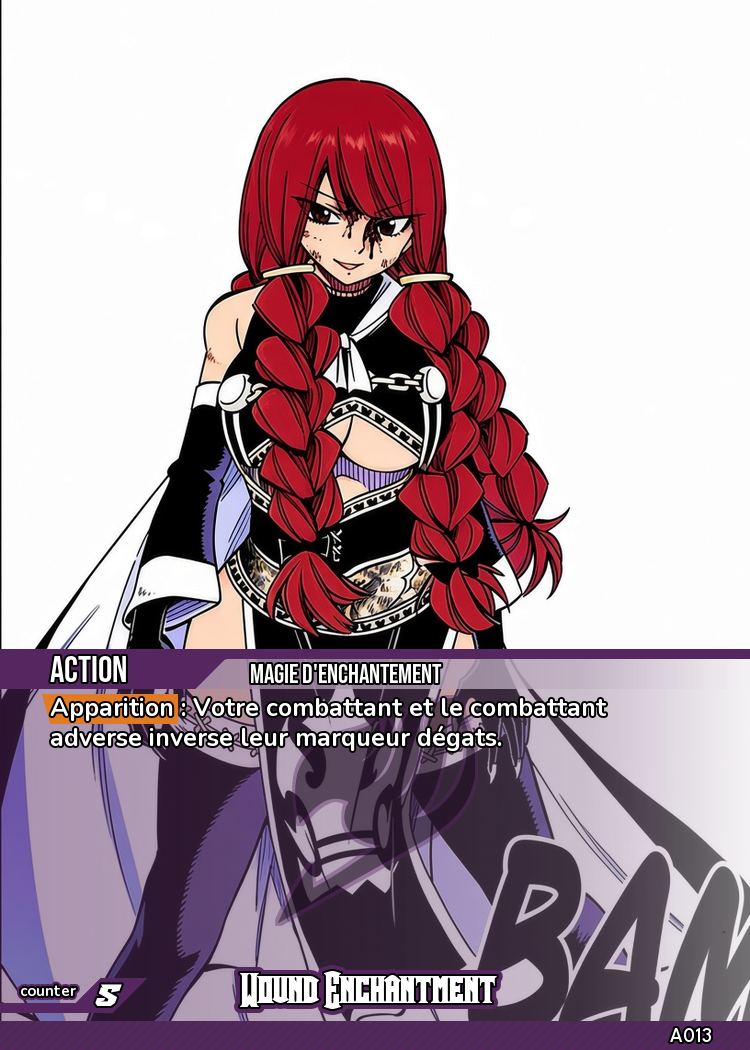 ACTION
MAGIE D'ENCHANTEMENT
Apparition : Votre combattant et le combattant
adverse inverse leur marqueur dégats.
BAM
counter 5
Wound Enchantment
A013